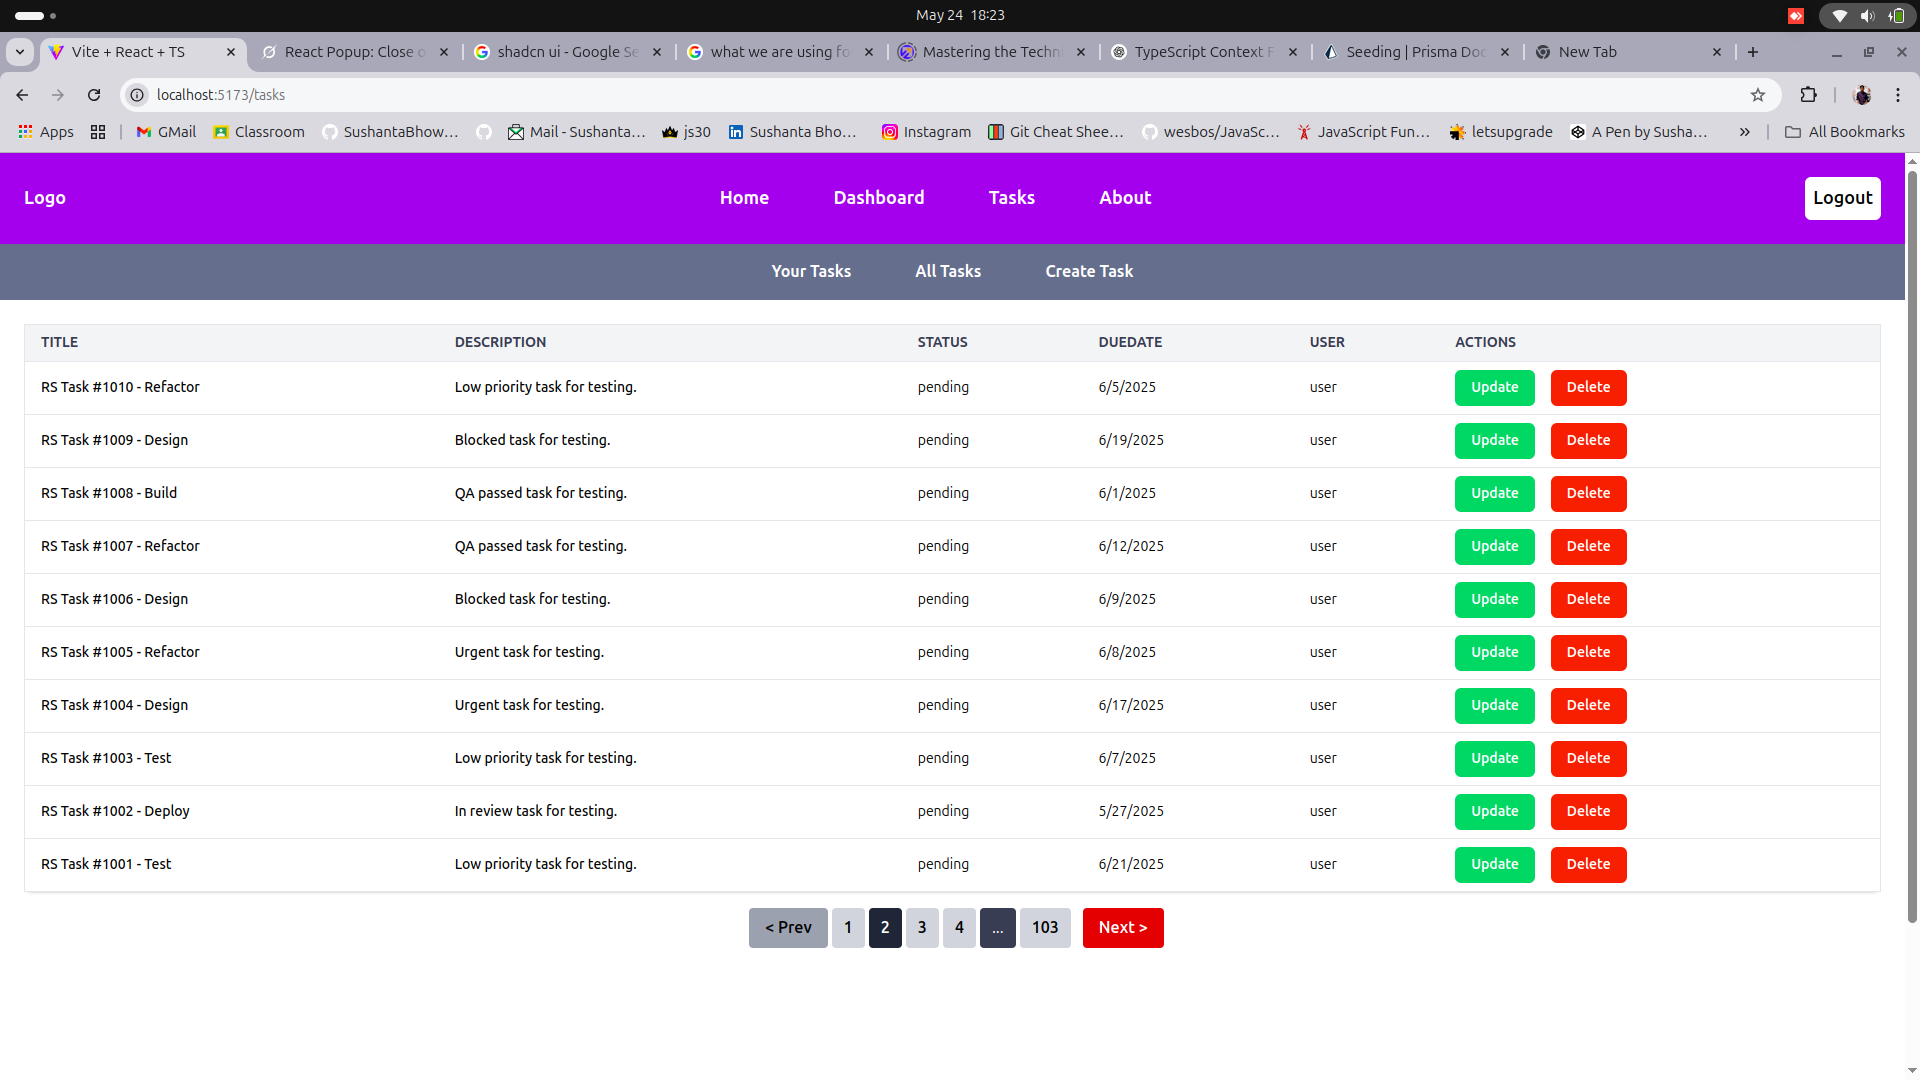 May 24 18:23
Vite + React + TS
React Popup: Close o
shadcn ui - Google Se
what we are using fo
Mastering the Techni
TypeScript Context F
Seeding | Prisma Doc
New Tab
localhost:5173/tasks
Apps GMail Classroom SushantaBhow... Mail - Sushanta... js30 Sushanta Bho... Instagram Git Cheat Shee... wesbos/JavaSc... JavaScript Fun... letsupgrade A Pen by Susha... » All Bookmarks
Logo Home Dashboard Tasks About Logout
Your Tasks All Tasks Create Task
TITLE DESCRIPTION STATUS DUEDATE USER ACTIONS
RS Task #1010 - Refactor Low priority task for testing. pending 6/5/2025 user Update Delete
RS Task #1009 - Design Blocked task for testing. pending 6/19/2025 user Update Delete
RS Task #1008 - Build QA passed task for testing. pending 6/1/2025 user Update Delete
RS Task #1007 - Refactor QA passed task for testing. pending 6/12/2025 user Update Delete
RS Task #1006 - Design Blocked task for testing. pending 6/9/2025 user Update Delete
RS Task #1005 - Refactor Urgent task for testing. pending 6/8/2025 user Update Delete
RS Task #1004 - Design Urgent task for testing. pending 6/17/2025 user Update Delete
RS Task #1003 - Test Low priority task for testing. pending 6/7/2025 user Update Delete
RS Task #1002 - Deploy In review task for testing. pending 5/27/2025 user Update Delete
RS Task #1001 - Test Low priority task for testing. pending 6/21/2025 user Update Delete
< Prev 1 2 3 4 ... 103 Next >